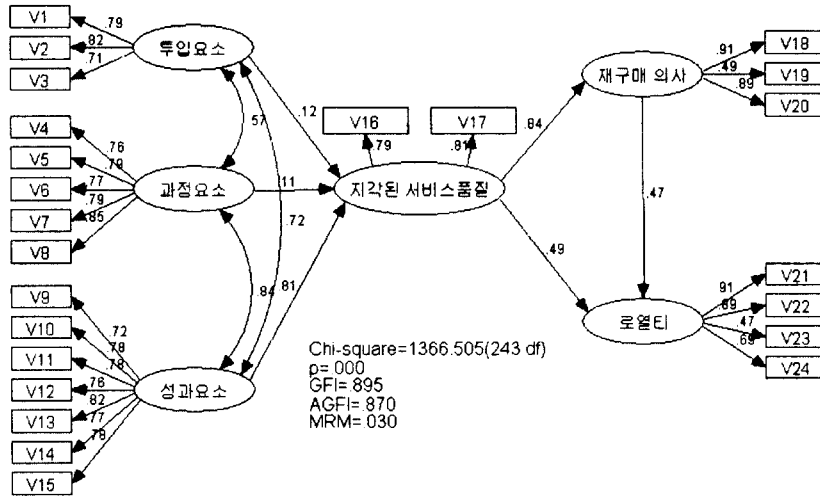 V1
V2
V3
.79
.82
.71
투입요소
V4
V5
V6
V7
V8
.76
.79
.77
.79
.85
과정요소
V9
V10
V11
V12
V13
V14
V15
.72
.78
.78
.76
.82
.77
.78
성과요소
.57
.72
.84
.12
.11
.81
V16
V17
.79
.81
지각된 서비스품질
.84
.49
재구매 의사
.91
.49
.89
V18
V19
V20
.47
로열티
.91
.89
.47
.69
V21
V22
V23
V24
Chi-square=1366.505(243 df)
p=.000
GFI=.895
AGFI=.870
MRM=.030